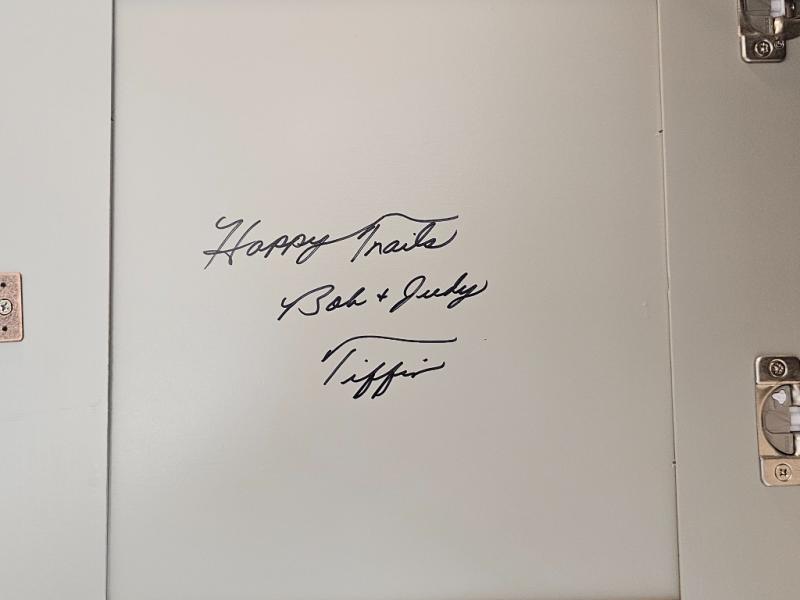 Happy Trails
Bob + Judy
Tiffin